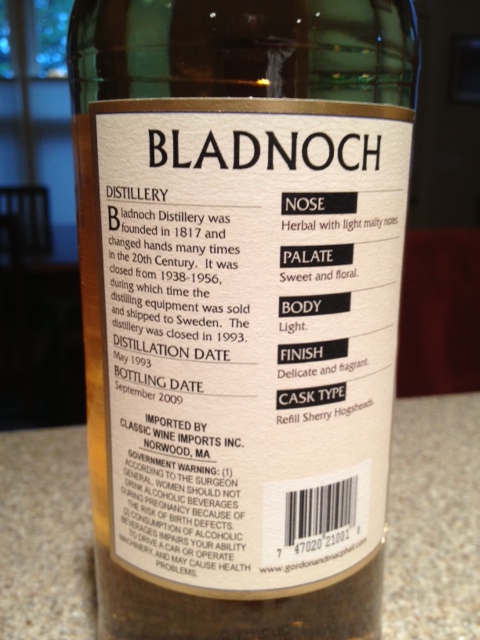 BLADNOCH
DISTILLERY
Bladnoch Distillery was
founded in 1817 and
changed hands many times
in the 20th Century. It was
closed from 1938-1956,
during which time the
distilling equipment was sold
and shipped to Sweden. The
distillery was closed in 1993.
DISTILLATION DATE
May 1993
BOTTLING DATE
September 2009
IMPORTED BY
CLASSIC WINE IMPORTS INC.
NORWOOD, MA
GOVERNMENT WARNING: (1)
ACCORDING TO THE SURGEON
GENERAL, WOMEN SHOULD NOT
DRINK ALCOHOLIC BEVERAGES
DURING PREGNANCY BECAUSE OF
THE RISK OF BIRTH DEFECTS.
(2) CONSUMPTION OF ALCOHOLIC
BEVERAGES IMPAIRS YOUR ABILITY
TO DRIVE A CAR OR OPERATE
MACHINERY, AND MAY CAUSE HEALTH
PROBLEMS.
NOSE
Herbal with light malty notes.
PALATE
Sweet and floral.
BODY
Light.
FINISH
Delicate and fragrant.
CASK TYPE
Refill Sherry Hogsheads.
7 47020 21001 8
www.gordonandmacphail.com